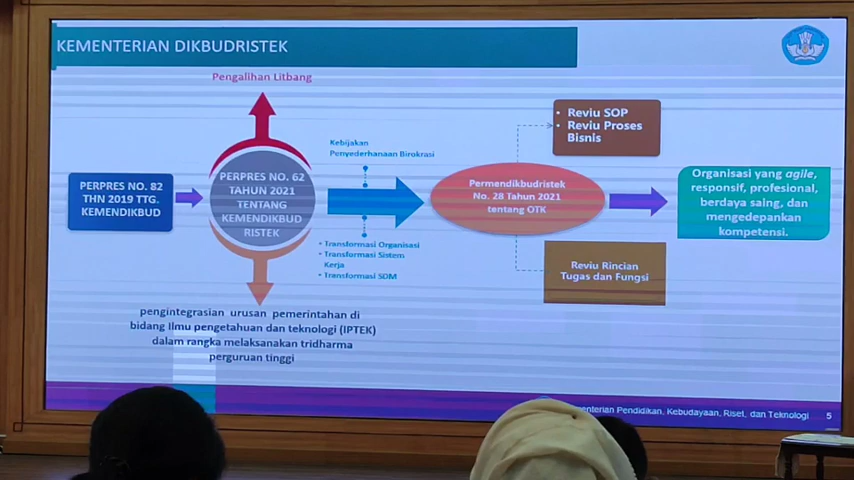 KEMENTERIAN DIKBUDRISTEK
Pengalihan Litbang
PERPRES NO. 82
THN 2019 TTG.
KEMENDIKBUD
PERPRES NO. 62
TAHUN 2021
TENTANG
KEMENDIKBUD
RISTEK
pengintegrasian urusan pemerintahan di
bidang Ilmu pengetahuan dan teknologi (IPTEK)
dalam rangka melaksanakan tridharma
perguruan tinggi
Kebijakan
Penyederhanaan Birokrasi
• Transformasi Organisasi
• Transformasi Sistem
Kerja
• Transformasi SDM
Permendikbudristek
No. 28 Tahun 2021
tentang OTK
• Reviu SOP
• Reviu Proses
Bisnis
Reviu Rincian
Tugas dan Fungsi
Organisasi yang agile,
responsif, profesional,
berdaya saing, dan
mengedepankan
kompetensi.
enterian Pendidikan, Kebudayaan, Riset, dan Teknologi 5